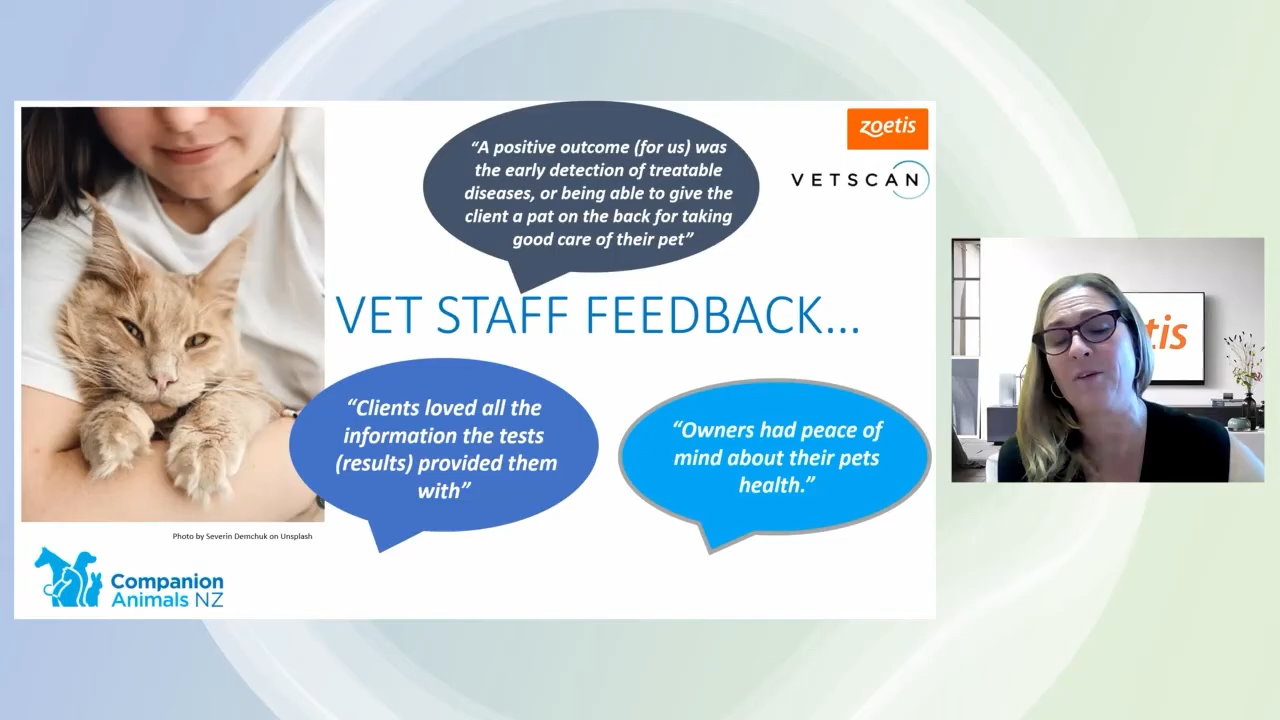 “A positive outcome (for us) was
the early detection of treatable
diseases, or being able to give the
client a pat on the back for taking
good care of their pet”
zoetis
VETSCAN
VET STAFF FEEDBACK...
“Clients loved all the
information the tests
(results) provided them
with”
“Owners had peace of
mind about their pets
health.”
tis
Photo by Severin Demchuk on Unsplash
Companion
Animals NZ